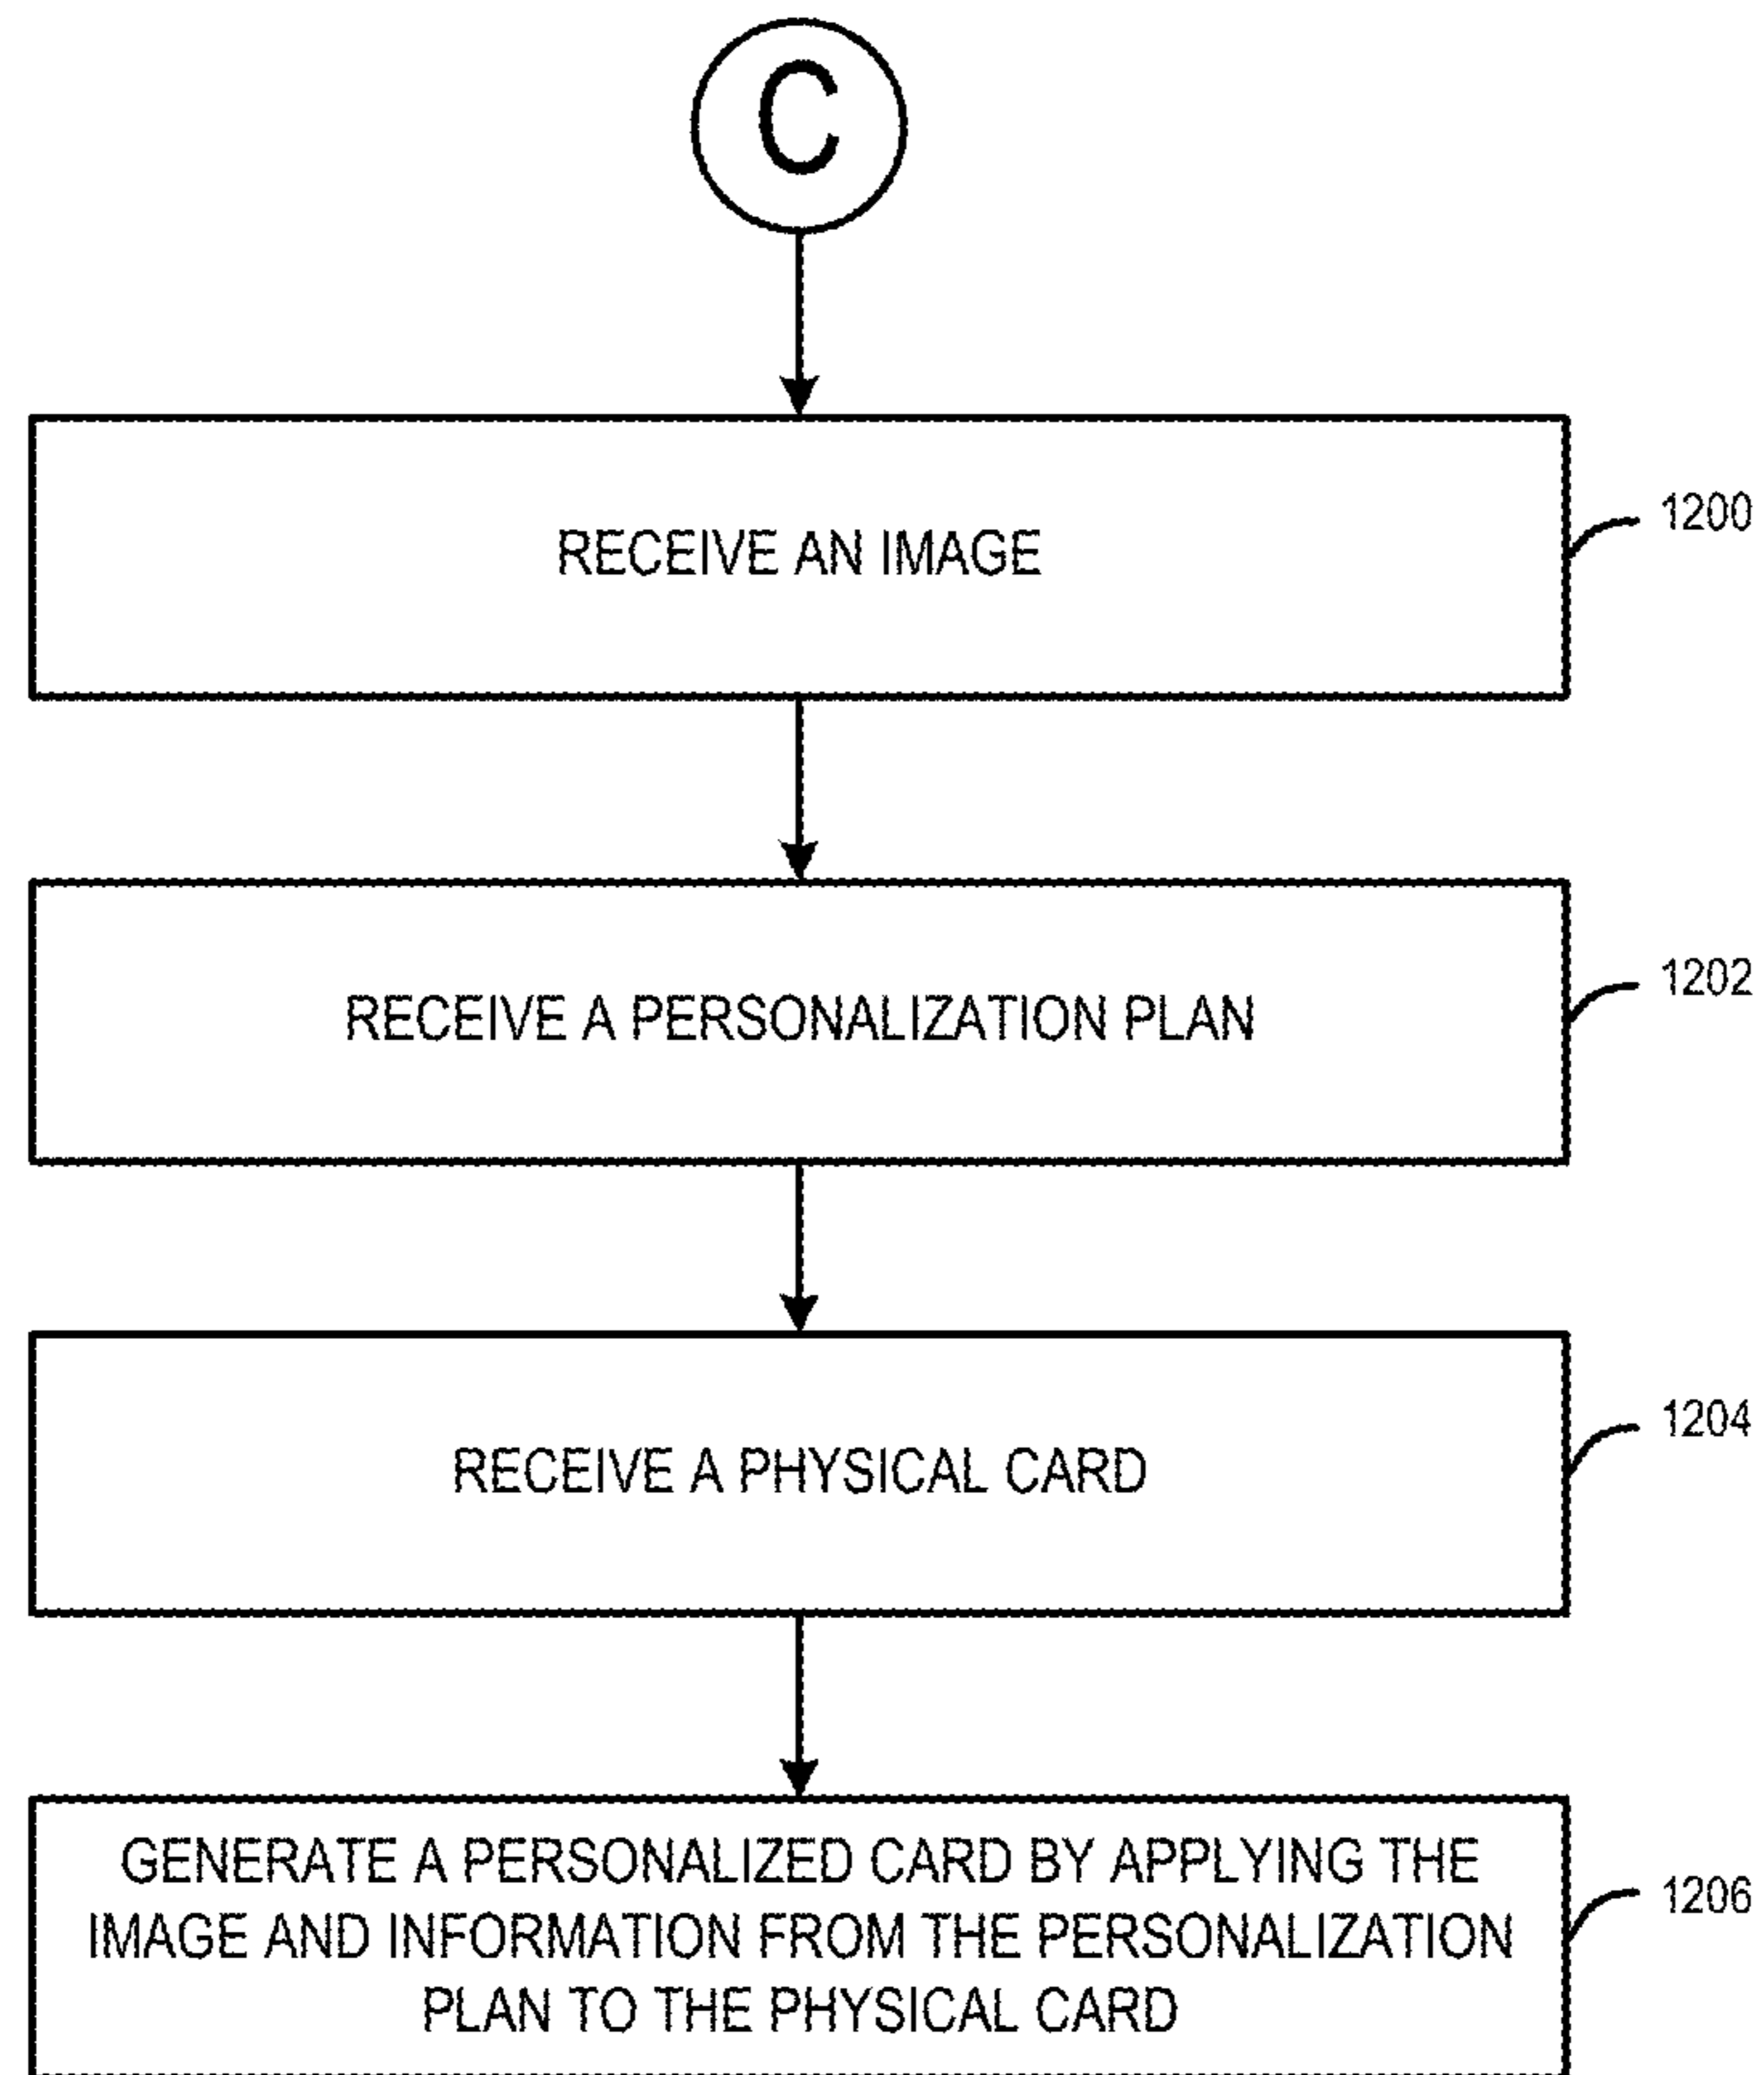 C
RECEIVE AN IMAGE
1200
RECEIVE A PERSONALIZATION PLAN
1202
RECEIVE A PHYSICAL CARD
1204
GENERATE A PERSONALIZED CARD BY APPLYING THE
IMAGE AND INFORMATION FROM THE PERSONALIZATION
PLAN TO THE PHYSICAL CARD
1206